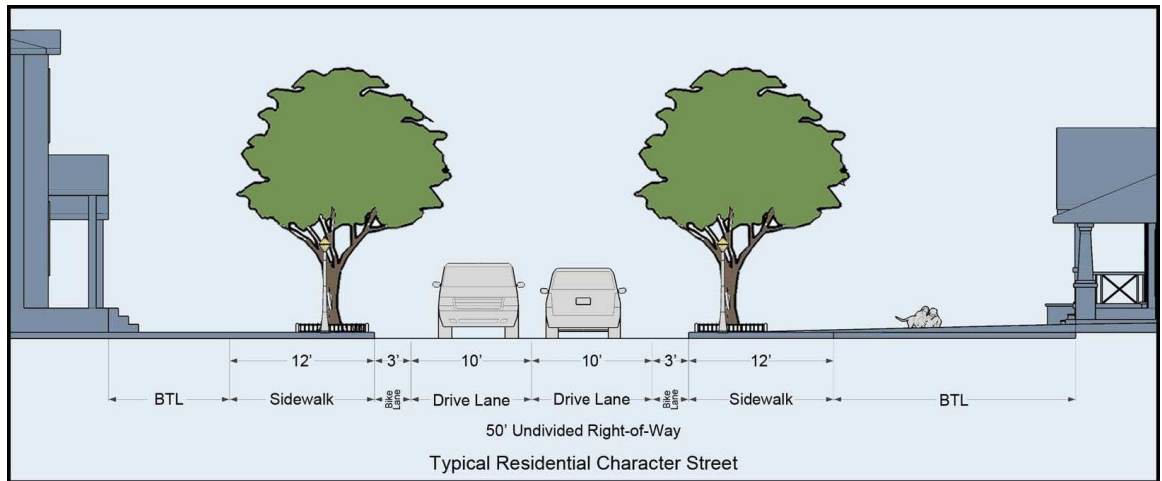 12’ 3’ 10’ 10’ 3’ 12’
BTL Sidewalk Bike Lane Drive Lane Drive Lane Bike Lane Sidewalk BTL
50’ Undivided Right-of-Way
Typical Residential Character Street